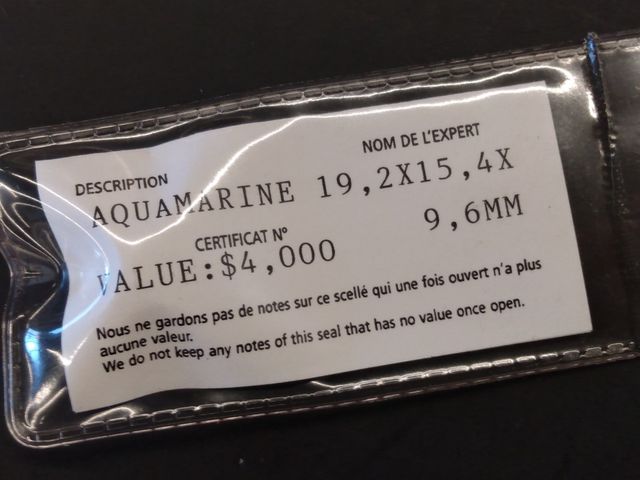 DESCRIPTION
NOM DE L'EXPERT
AQUAMARINE 19,2X15,4X
9,6MM
CERTIFICAT Nº
VALUE:$4,000
Nous ne gardons pas de notes sur ce scellé qui une fois ouvert n'a plus
aucune valeur.
We do not keep any notes of this seal that has no value once open.